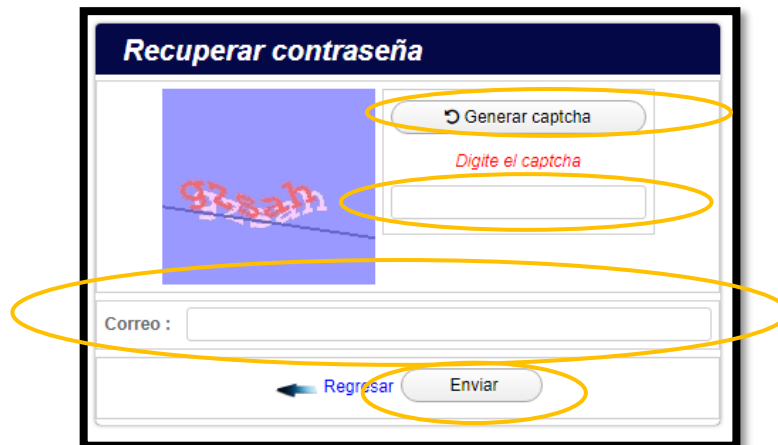 Recuperar contraseña
Generar captcha
Digite el captcha
Correo :
Regresar Enviar